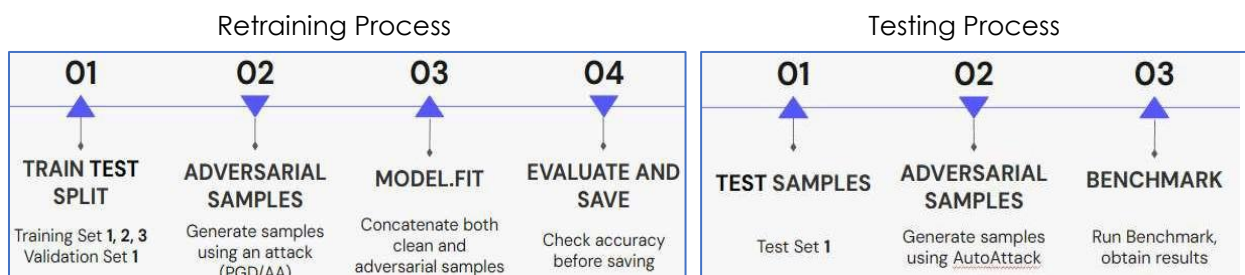 Retraining Process
01
TRAIN TEST
SPLIT
Training Set 1, 2, 3
Validation Set 1
02
ADVERSARIAL
SAMPLES
Generate samples
using an attack
(PGD/AA)
03
MODEL.FIT
Concatenate both
clean and
adversarial samples
04
EVALUATE AND
SAVE
Check accuracy
before saving
Testing Process
01
TEST SAMPLES
Test Set 1
02
ADVERSARIAL
SAMPLES
Generate samples
using AutoAttack
03
BENCHMARK
Run Benchmark,
obtain results